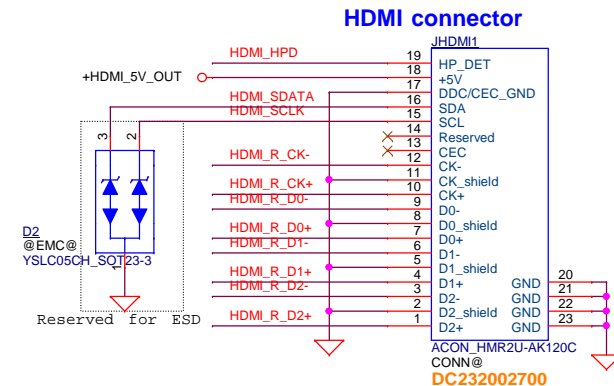 HDMI connector
JHDMI1
HDMI_HPD 19 HP_DET
+HDMI_5V_OUT 18 +5V
17 DDC/CEC_GND
HDMI_SDATA 16 SDA
HDMI_SCLK 15 SCL
14 Reserved
13 CEC
HDMI_R_CK- 12 CK-
11 CK_shield
HDMI_R_CK+ 10 CK+
HDMI_R_D0- 9 D0-
8 D0_shield
HDMI_R_D0+ 7 D0+
HDMI_R_D1- 6 D1-
5 D1_shield
HDMI_R_D1+ 4 D1+ GND 20
HDMI_R_D2- 3 D2- GND 21
2 D2_shield GND 22
HDMI_R_D2+ 1 D2+ GND 23
3 2
D2
@EMC@
YSLC05CH_SOT23-3
1
Reserved for ESD
ACON_HMR2U-AK120C
CONN@
DC232002700